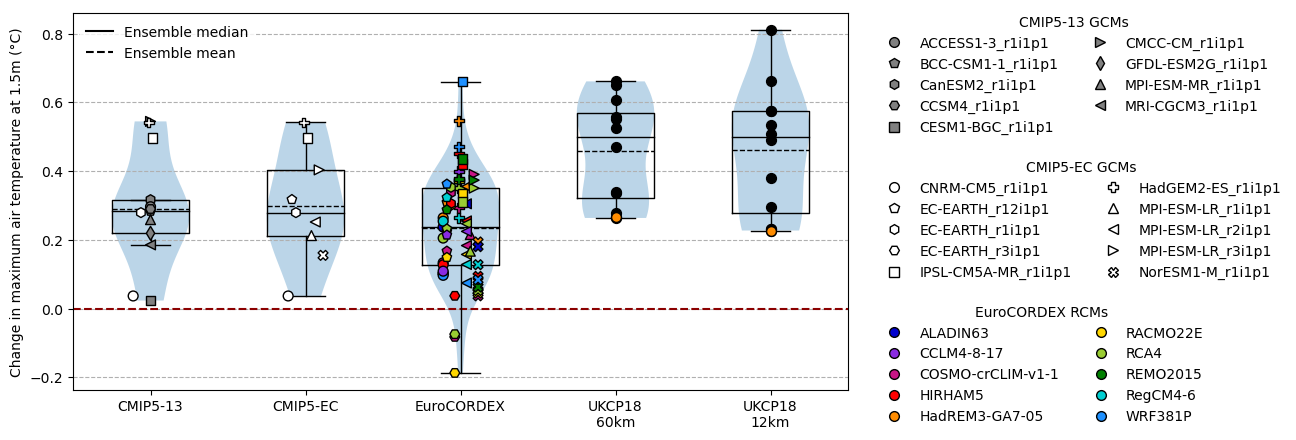 Change in maximum air temperature at 1.5m (°C)
0.8
0.6
0.4
0.2
0.0
−0.2
Ensemble median
Ensemble mean
CMIP5-13
CMIP5-EC
EuroCORDEX
UKCP18
60km
UKCP18
12km
CMIP5-13 GCMs
ACCESS1-3_r1i1p1
BCC-CSM1-1_r1i1p1
CanESM2_r1i1p1
CCSM4_r1i1p1
CESM1-BGC_r1i1p1
CMCC-CM_r1i1p1
GFDL-ESM2G_r1i1p1
MPI-ESM-MR_r1i1p1
MRI-CGCM3_r1i1p1
CMIP5-EC GCMs
CNRM-CM5_r1i1p1
EC-EARTH_r12i1p1
EC-EARTH_r1i1p1
EC-EARTH_r3i1p1
IPSL-CM5A-MR_r1i1p1
HadGEM2-ES_r1i1p1
MPI-ESM-LR_r1i1p1
MPI-ESM-LR_r2i1p1
MPI-ESM-LR_r3i1p1
NorESM1-M_r1i1p1
EuroCORDEX RCMs
ALADIN63
CCLM4-8-17
COSMO-crCLIM-v1-1
HIRHAM5
HadREM3-GA7-05
RACMO22E
RCA4
REMO2015
RegCM4-6
WRF381P